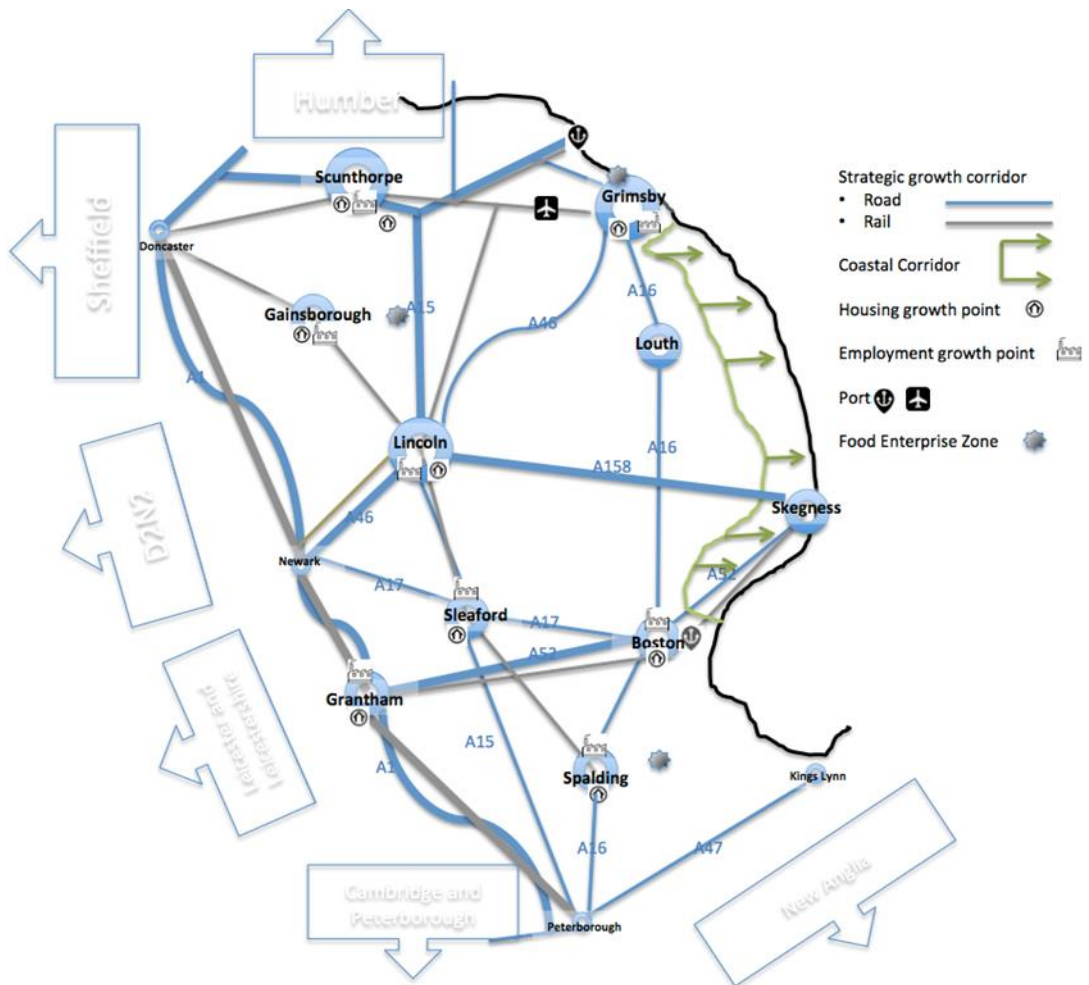 Humber
Sheffield
Scunthorpe
Grimsby
Doncaster
Gainsborough
A15
A46
A16
Louth
A1
Lincoln
A16
A158
Skegness
D2N2
A46
Newark
A17
Sleaford
A17
A52
Boston
A52
Leicester and
Leicestershire
Grantham
A15
A1
Spalding
Kings Lynn
A16
A47
Cambridge and
Peterborough
Peterborough
New Anglia
Strategic growth corridor
• Road
• Rail
Coastal Corridor
Housing growth point
Employment growth point
Port
Food Enterprise Zone